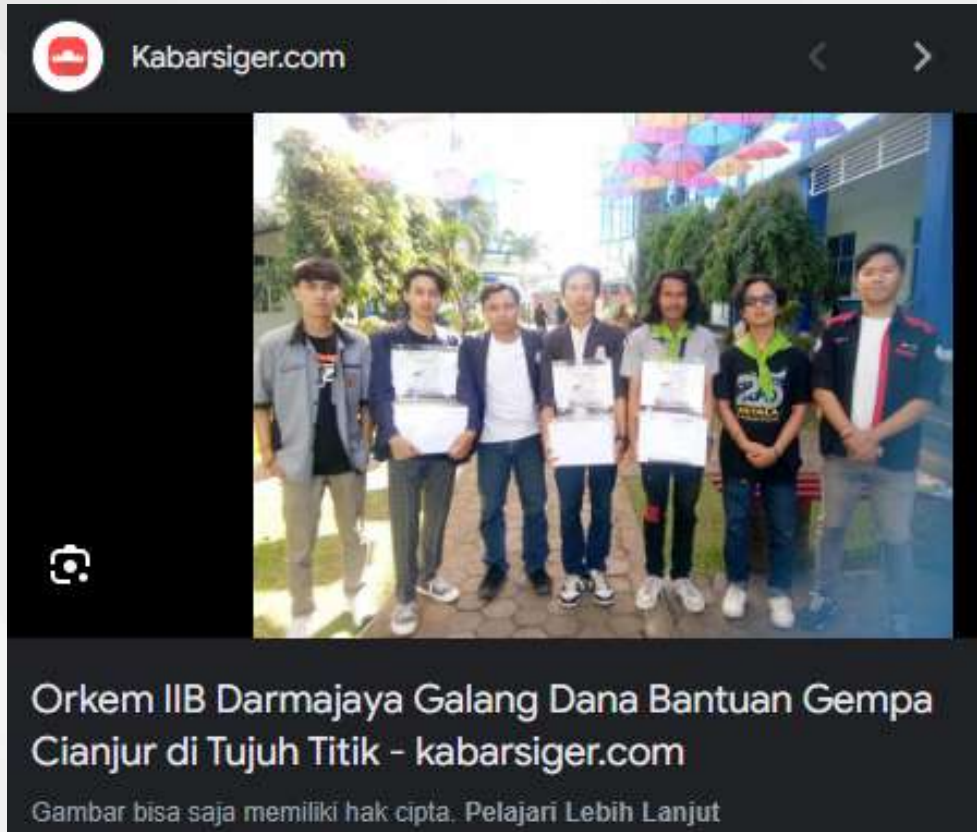 Kabarsiger.com
25
Orkem IIB Darmajaya Galang Dana Bantuan Gempa
Cianjur di Tujuh Titik - kabarsiger.com
Gambar bisa saja memiliki hak cipta. Pelajari Lebih Lanjut